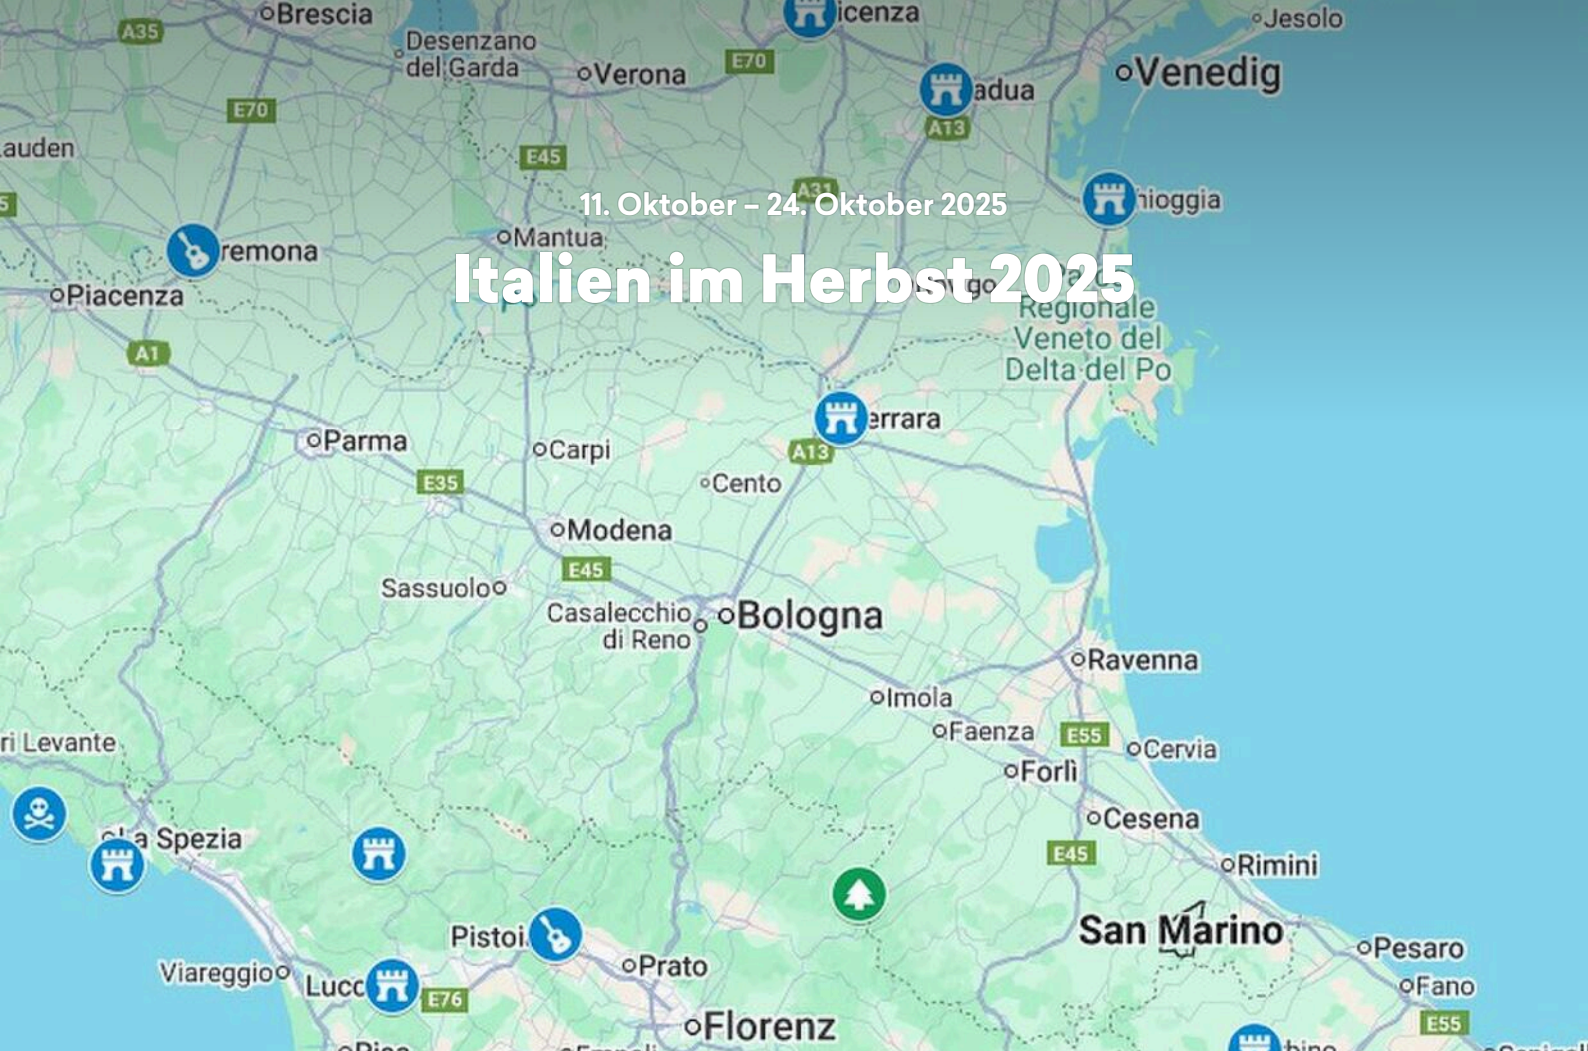 Brescia
icenza
Jesolo
A35
Desenzano
del Garda
Verona
E70
Venedig
adua
E70
A13
auden
E45
A31
5
11. Oktober – 24. Oktober 2025
hioggia
remona
Mantua
Italien im Herbst 2025
Piacenza
Regionale
Veneto del
Delta del Po
A1
errara
Parma
Carpi
A13
E35
Cento
Modena
E45
Sassuolo
Casalecchio
di Reno
Bologna
Ravenna
Imola
Faenza
E55
Cervia
ri Levante
Forlì
Cesena
La Spezia
E45
Rimini
San Marino
Pistoi
Prato
Pesaro
Viareggio
Lucc
E76
Fano
Florenz
E55